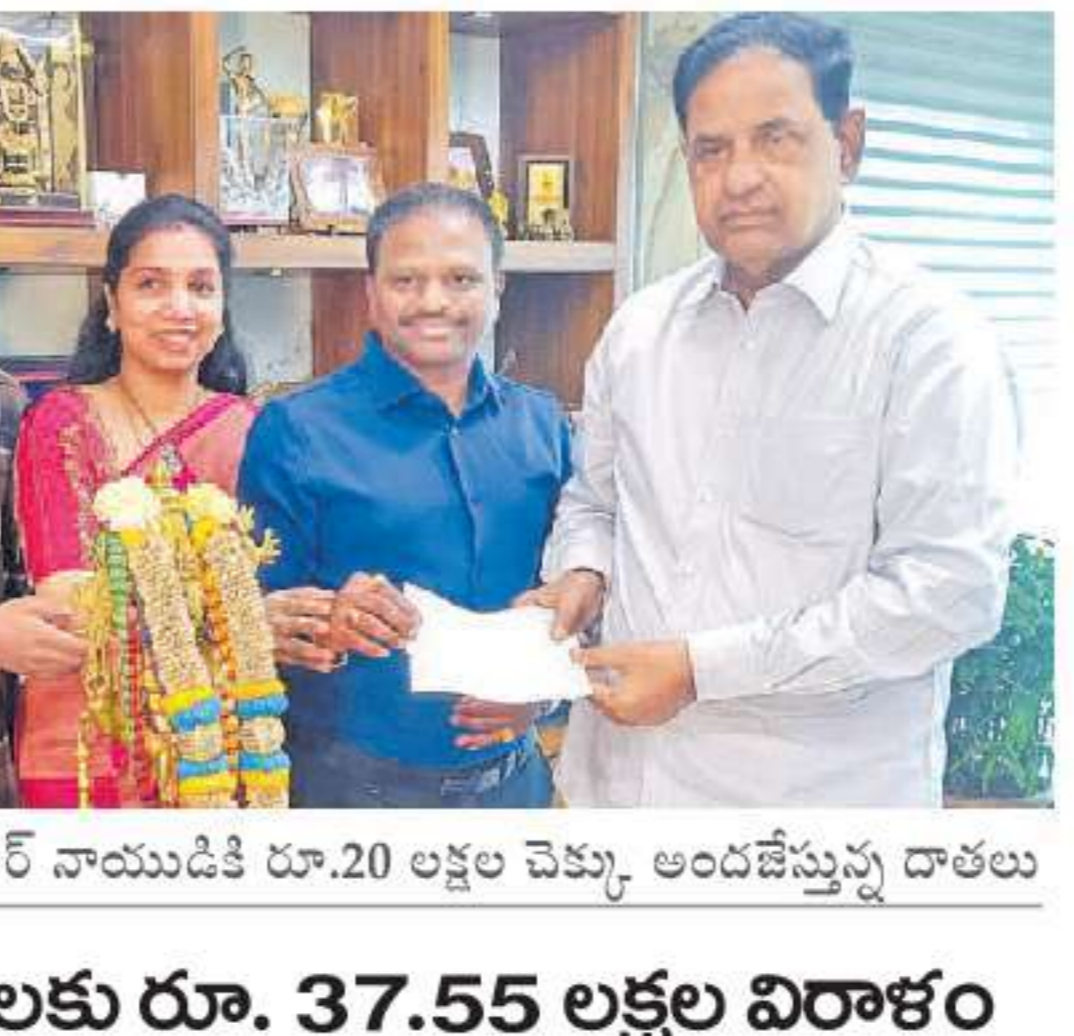 ర్ నాయుడికి రూ.20 లక్షల చెక్కు అందజేస్తున్న దాతలు
లకు రూ. 37.55 లక్షల విరాళం